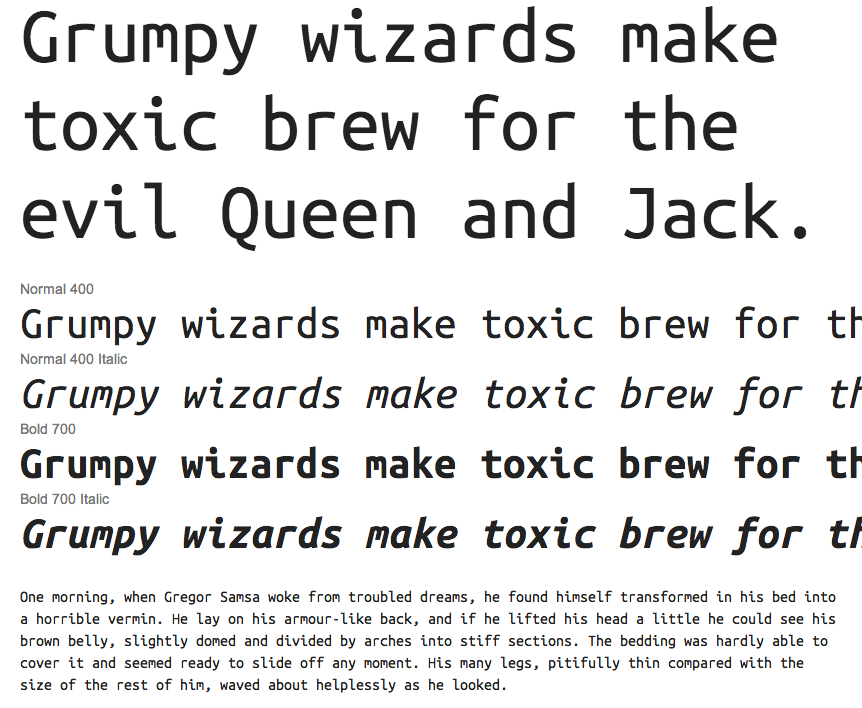 Grumpy wizards make
toxic brew for the
evil Queen and Jack.
Normal 400
Grumpy wizards make toxic brew for th
Normal 400 Italic
Grumpy wizards make toxic brew for th
Bold 700
Grumpy wizards make toxic brew for th
Bold 700 Italic
Grumpy wizards make toxic brew for th
One morning, when Gregor Samsa woke from troubled dreams, he found himself transformed in his bed into
a horrible vermin. He lay on his armour-like back, and if he lifted his head a little he could see his
brown belly, slightly domed and divided by arches into stiff sections. The bedding was hardly able to
cover it and seemed ready to slide off any moment. His many legs, pitifully thin compared with the
size of the rest of him, waved about helplessly as he looked.